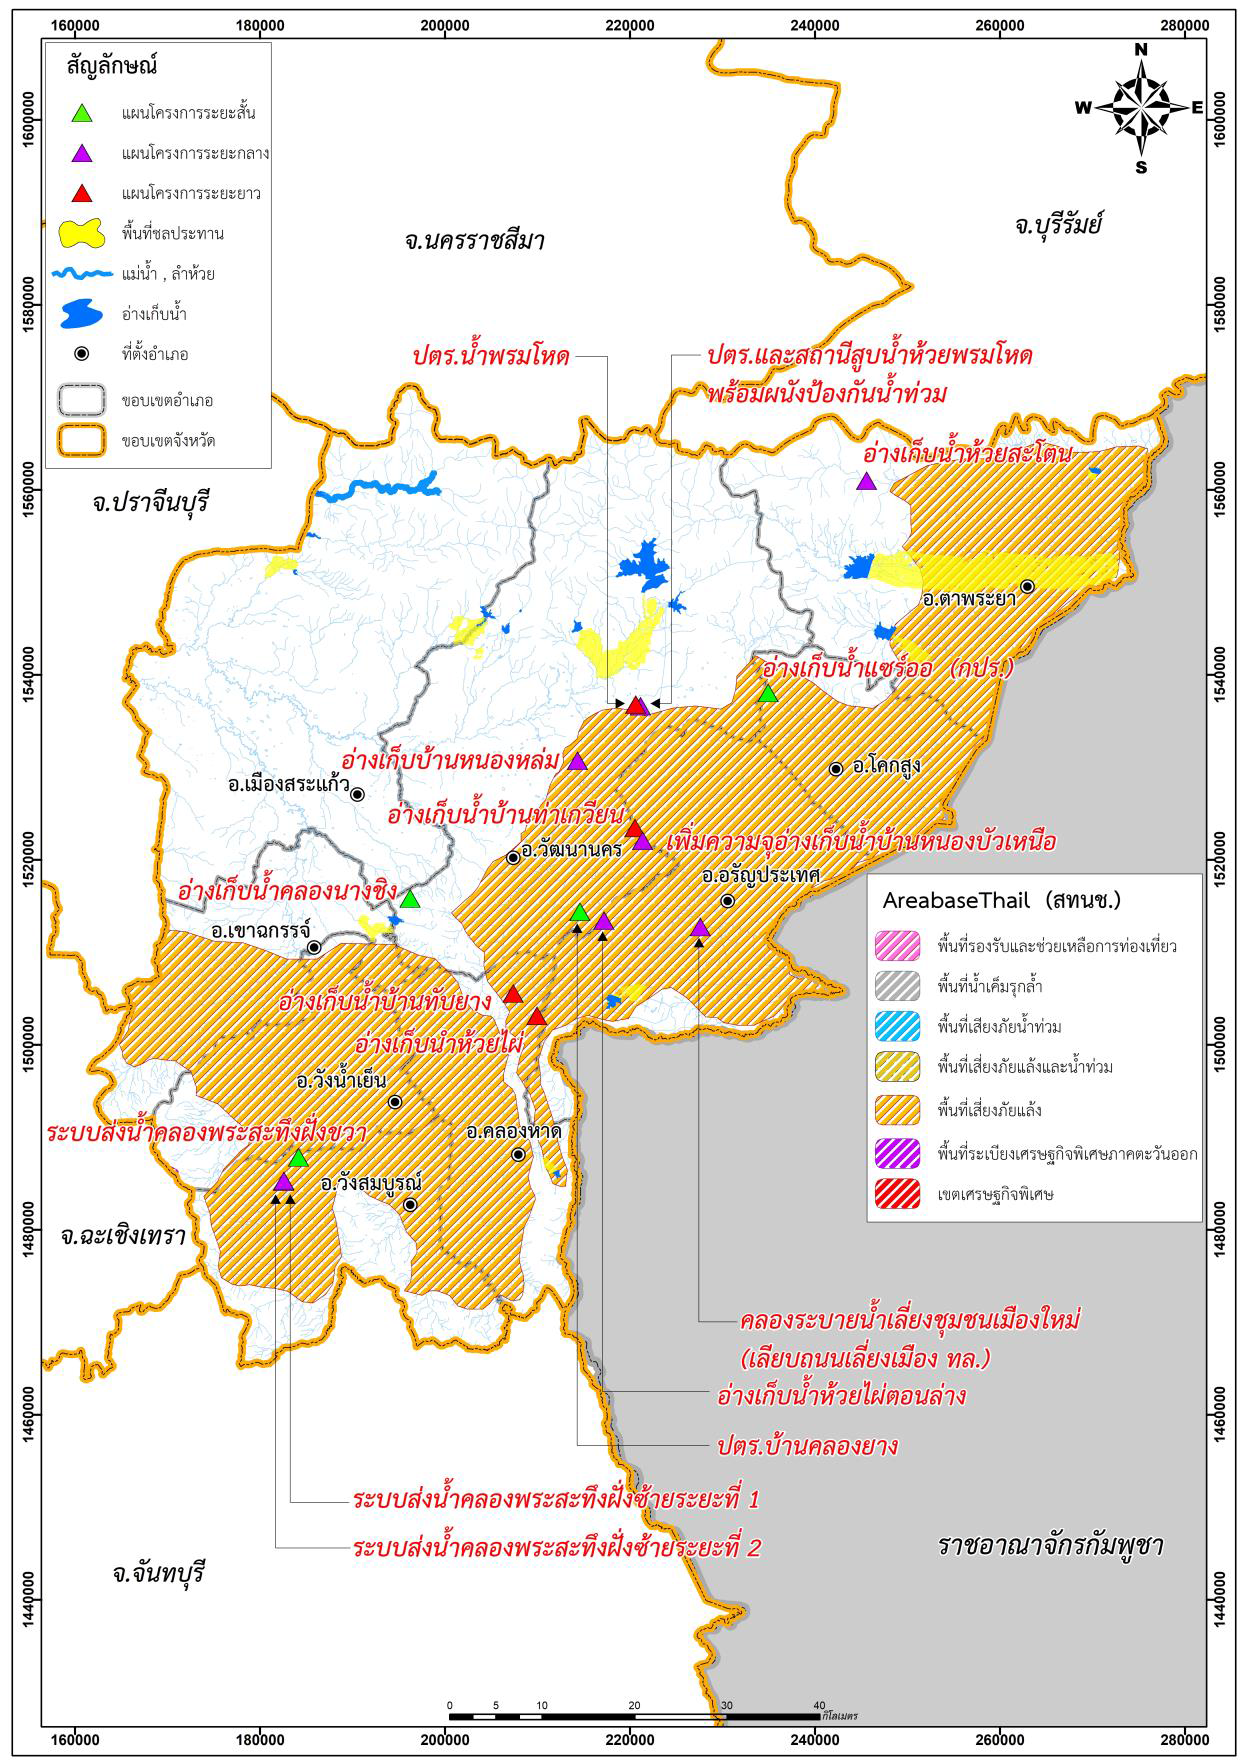 160000 180000 200000 220000 240000 260000 280000
สัญลักษณ์
แผนโครงการระยะสั้น
แผนโครงการระยะกลาง
แผนโครงการระยะยาว
พื้นที่ชลประทาน
แม่น้ำ , ลำห้วย
อ่างเก็บน้ำ
ที่ตั้งอำเภอ
ขอบเขตอำเภอ
ขอบเขตจังหวัด
N
W E
S
1600000 1600000
1580000 1580000
1560000 1560000
1540000 1540000
1520000 1520000
1500000 1500000
1480000 1480000
1460000 1460000
1440000 1440000
จ.นครราชสีมา
จ.บุรีรัมย์
ปตร.น้ำพรมโหด
ปตร.และสถานีสูบน้ำห้วยพรมโหด
พร้อมผนังป้องกันน้ำท่วม
อ่างเก็บน้ำห้วยสะโตน
จ.ปราจีนบุรี
อ.ตาพระยา
อ่างเก็บน้ำแซร์ออ (กปร.)
อ่างเก็บบ้านหนองหล่ม
อ.โคกสูง
อ.เมืองสระแก้ว
อ่างเก็บน้ำบ้านท่าเกวียน
เพิ่มความจุอ่างเก็บน้ำบ้านหนองบัวเหนือ
อ.วัฒนานคร
อ.อรัญประเทศ
อ่างเก็บน้ำคลองนางชิง
อ.เขาฉกรรจ์
AreabaseThail (สทนช.)
พื้นที่รองรับและช่วยเหลือการท่องเที่ยว
พื้นที่น้ำเค็มรุกล้ำ
พื้นที่เสียงภัยน้ำท่วม
พื้นที่เสี่ยงภัยแล้งและน้ำท่วม
พื้นที่เสี่ยงภัยแล้ง
พื้นที่ระเบียงเศรษฐกิจพิเศษภาคตะวันออก
เขตเศรษฐกิจพิเศษ
อ่างเก็บน้ำบ้านทับยาง
อ่างเก็บน้ำห้วยไผ่
อ.วังน้ำเย็น
ระบบส่งน้ำคลองพระสะทึงฝั่งขวา
อ.คลองหาด
อ.วังสมบูรณ์
จ.ฉะเชิงเทรา
คลองระบายน้ำเลี่ยงชุมชนเมืองใหม่
(เลียบถนนเลี่ยงเมือง ทล.)
อ่างเก็บน้ำห้วยไผ่ตอนล่าง
ปตร.บ้านคลองยาง
ระบบส่งน้ำคลองพระสะทึงฝั่งซ้ายระยะที่ 1
ระบบส่งน้ำคลองพระสะทึงฝั่งซ้ายระยะที่ 2
ราชอาณาจักรกัมพูชา
จ.จันทบุรี
0 5 10 20 30 40
กิโลเมตร
160000 180000 200000 220000 240000 260000 280000